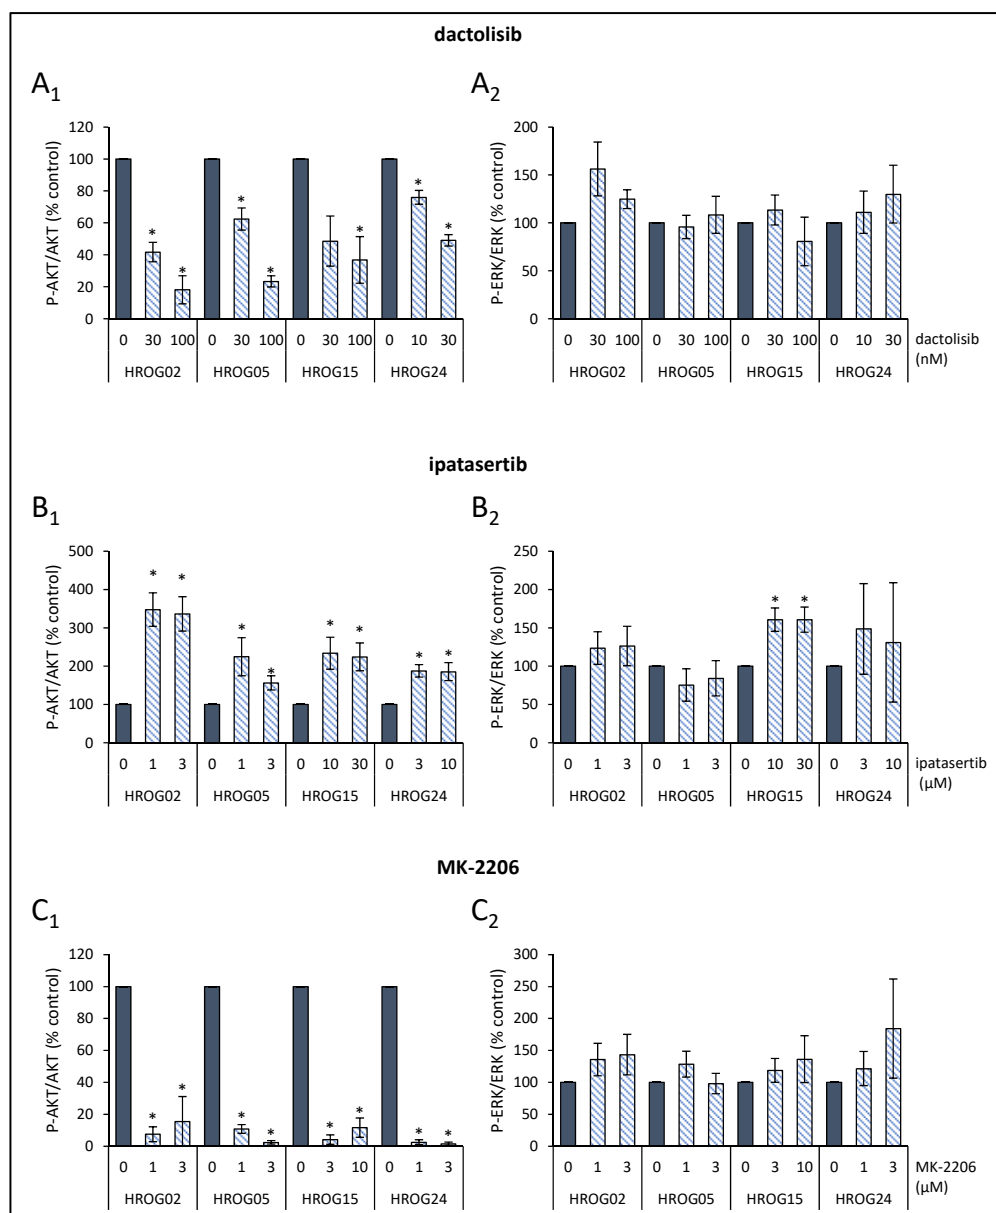 dactolisib
A1
A2
P-AKT/AKT (% control)
120
100
80
60
40
20
0
* * * * * * *
0 30 100 0 30 100 0 30 100 0 10 30
HROG02 HROG05 HROG15 HROG24
P-ERK/ERK (% control)
200
150
100
50
0
0 30 100 0 30 100 0 30 100 0 10 30
HROG02 HROG05 HROG15 HROG24
dactolisib
(nM)
ipatasertib
B1
B2
P-AKT/AKT (% control)
500
400
300
200
100
0
* * * * * * * *
0 1 3 0 1 3 0 10 30 0 3 10
HROG02 HROG05 HROG15 HROG24
P-ERK/ERK (% control)
250
200
150
100
50
0
* *
0 1 3 0 1 3 0 10 30 0 3 10
HROG02 HROG05 HROG15 HROG24
ipatasertib
(µM)
MK-2206
C1
C2
P-AKT/AKT (% control)
120
100
80
60
40
20
0
* * * * * * * *
0 1 3 0 1 3 0 3 10 0 1 3
HROG02 HROG05 HROG15 HROG24
P-ERK/ERK (% control)
300
250
200
150
100
50
0
0 1 3 0 1 3 0 3 10 0 1 3
HROG02 HROG05 HROG15 HROG24
MK-2206
(µM)